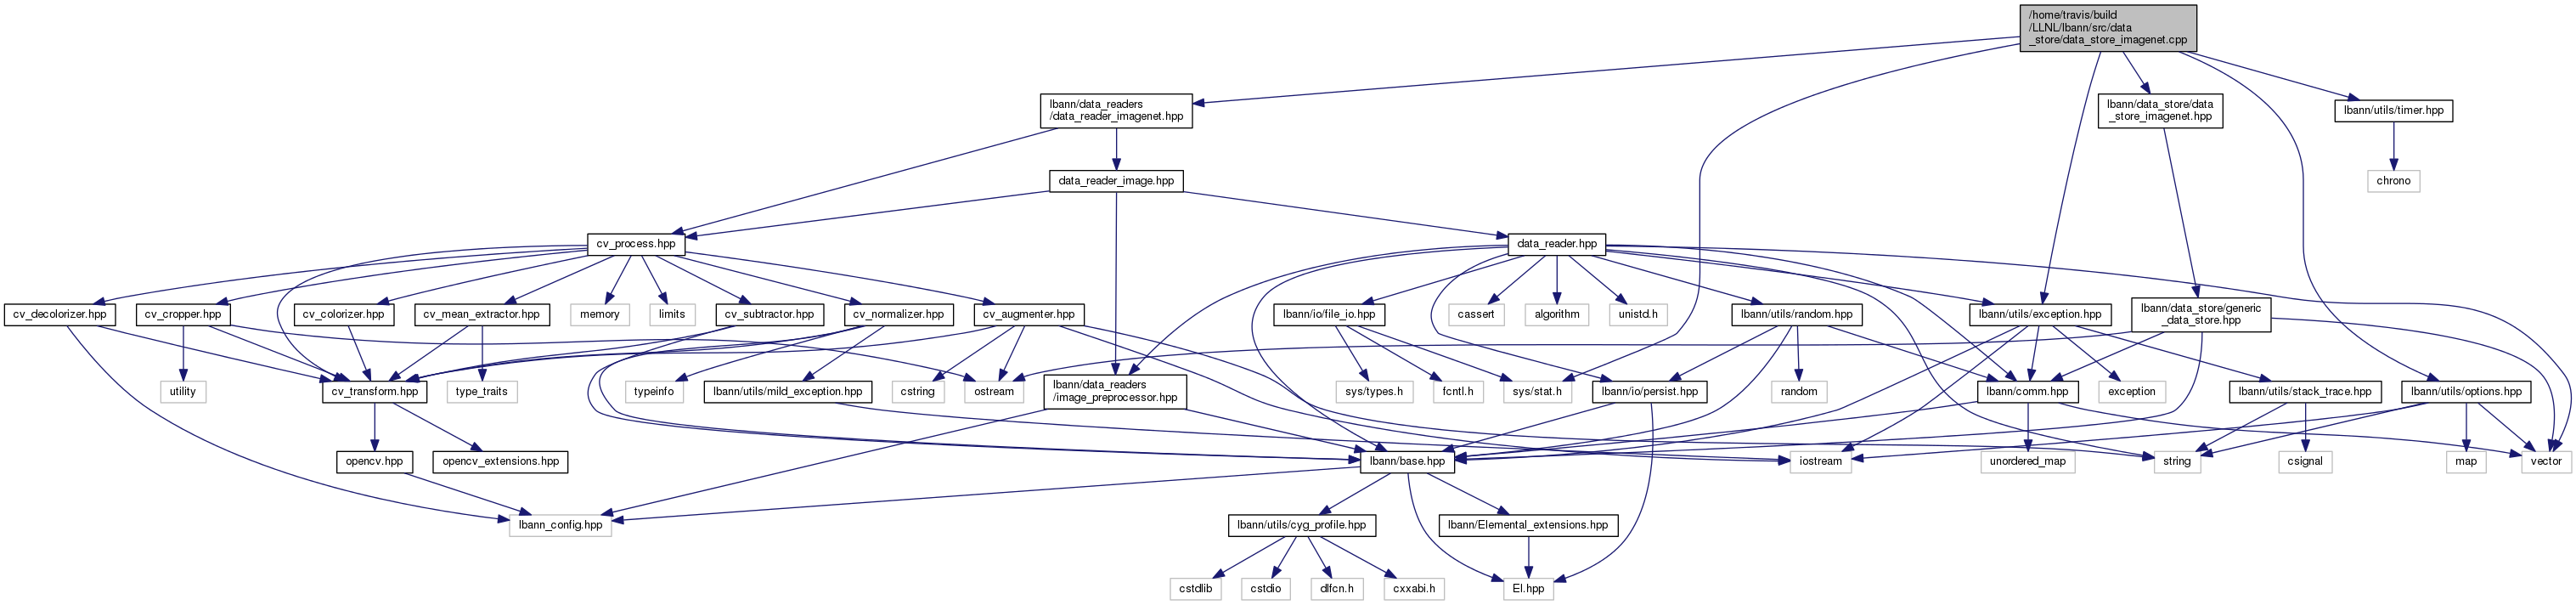 /home/travis/build
/LLNL/lbann/src/data
_store/data_store_imagenet.cpp
lbann/data_readers
/data_reader_imagenet.hpp
lbann/data_store/data
_store_imagenet.hpp
lbann/utils/timer.hpp
data_reader_image.hpp
chrono
cv_process.hpp
data_reader.hpp
cv_decolorizer.hpp
cv_cropper.hpp
cv_colorizer.hpp
cv_mean_extractor.hpp
memory
limits
cv_subtractor.hpp
cv_normalizer.hpp
cv_augmenter.hpp
lbann/io/file_io.hpp
cassert
algorithm
unistd.h
lbann/utils/random.hpp
lbann/utils/exception.hpp
lbann/data_store/generic
_data_store.hpp
utility
cv_transform.hpp
type_traits
typeinfo
lbann/utils/mild_exception.hpp
cstring
ostream
lbann/data_readers
/image_preprocessor.hpp
sys/types.h
fcntl.h
sys/stat.h
lbann/io/persist.hpp
random
lbann/comm.hpp
exception
lbann/utils/stack_trace.hpp
lbann/utils/options.hpp
opencv.hpp
opencv_extensions.hpp
lbann/base.hpp
iostream
unordered_map
string
csignal
map
vector
lbann_config.hpp
lbann/utils/cyg_profile.hpp
lbann/Elemental_extensions.hpp
cstdlib
cstdio
dlfcn.h
cxxabi.h
El.hpp